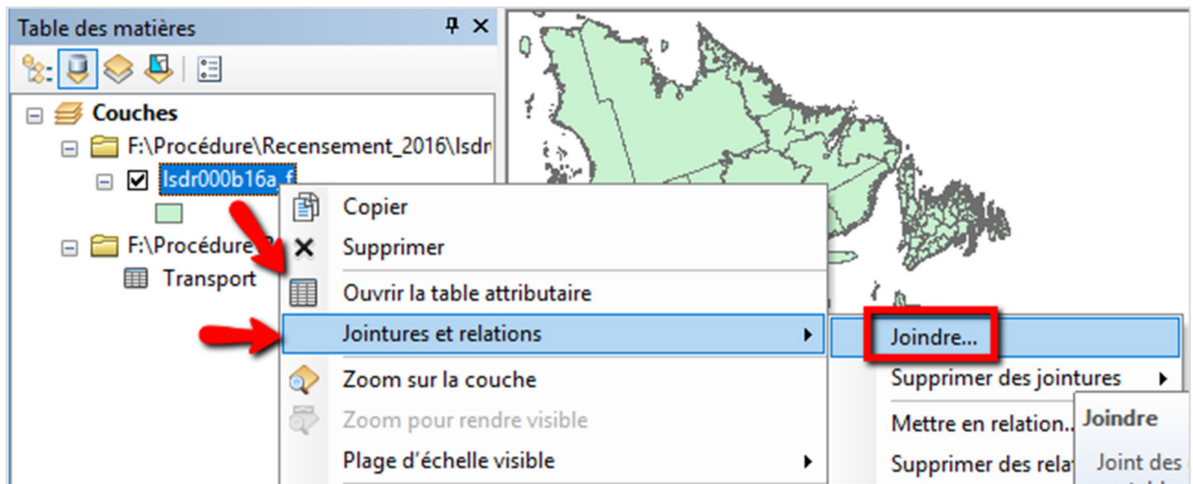 Table des matières
Couches
F:\Procédure\Recensement_2016\lsdr
lsdr000b16a_f
Copier
F:\Procédure
Supprimer
Transport
Ouvrir la table attributaire
Jointures et relations
Joindre...
Zoom sur la couche
Supprimer des jointures
Zoom pour rendre visible
Mettre en relation..
Joindre
Plage d'échelle visible
Supprimer des rela
Joint des